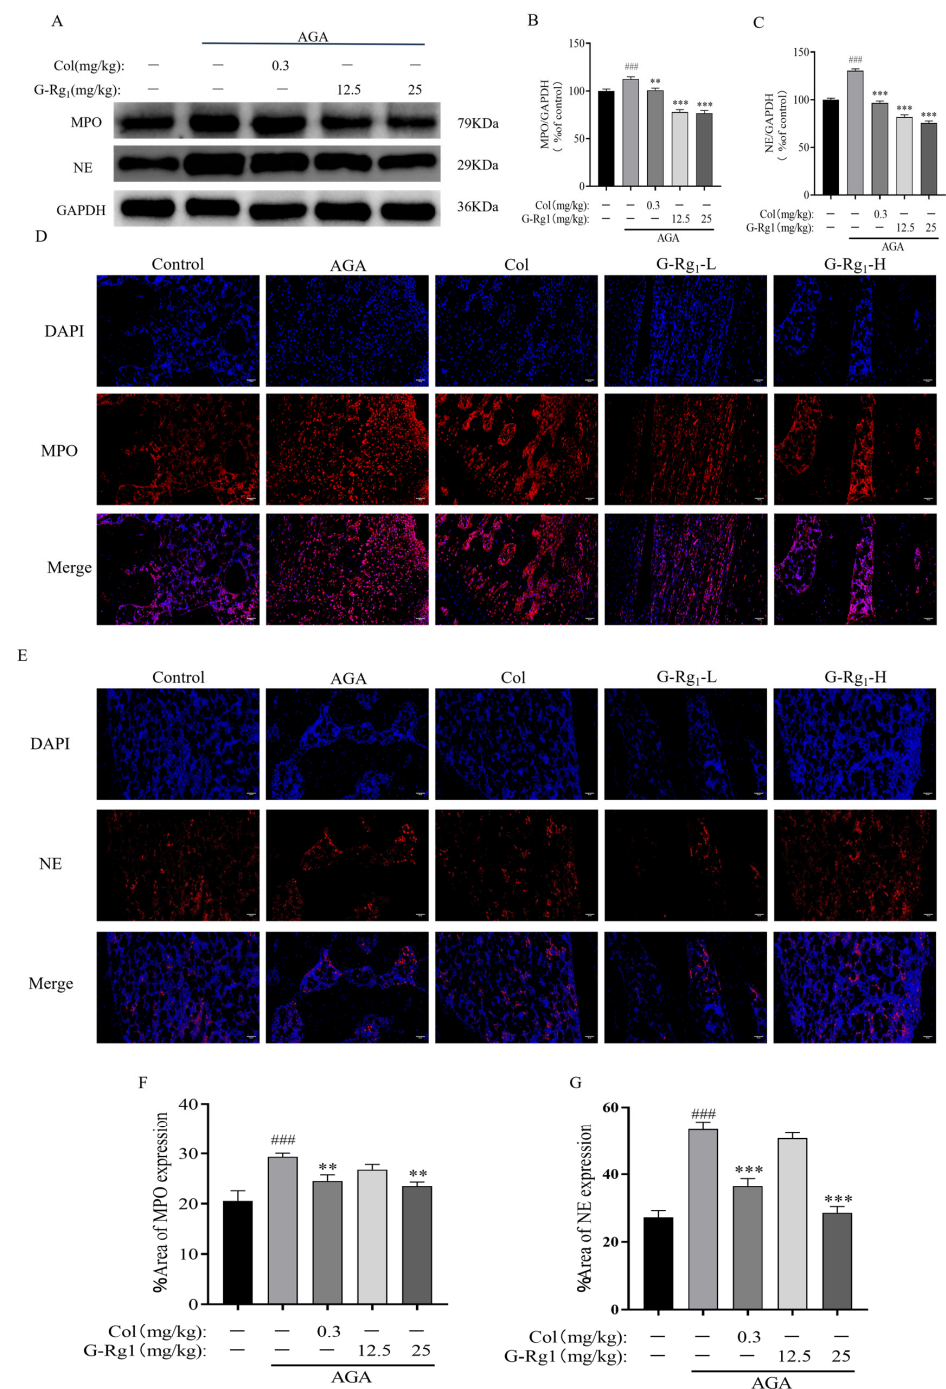 A
AGA
Col(mg/kg): — — 0.3 — —
G-Rg₁(mg/kg): — — — 12.5 25
MPO 79KDa
NE 29KDa
GAPDH 36KDa
B
MPO/GAPDH
( %of control)
150
100
50
0
###
**
***
***
Col(mg/kg): — — 0.3 — —
G-Rg1(mg/kg): — — — 12.5 25
AGA
C
NE/GAPDH
( %of control)
150
100
50
0
###
***
***
***
Col(mg/kg): — — 0.3 — —
G-Rg1(mg/kg): — — — 12.5 25
AGA
D
Control AGA Col G-Rg₁-L G-Rg₁-H
DAPI
MPO
Merge
E
Control AGA Col G-Rg₁-L G-Rg₁-H
DAPI
NE
Merge
F
%Area of MPO expression
40
30
20
10
0
###
**
**
Col(mg/kg): — — 0.3 — —
G-Rg1(mg/kg): — — — 12.5 25
AGA
G
%Area of NE expression
60
40
20
0
###
***
***
Col(mg/kg): — — 0.3 — —
G-Rg1(mg/kg): — — — 12.5 25
AGA